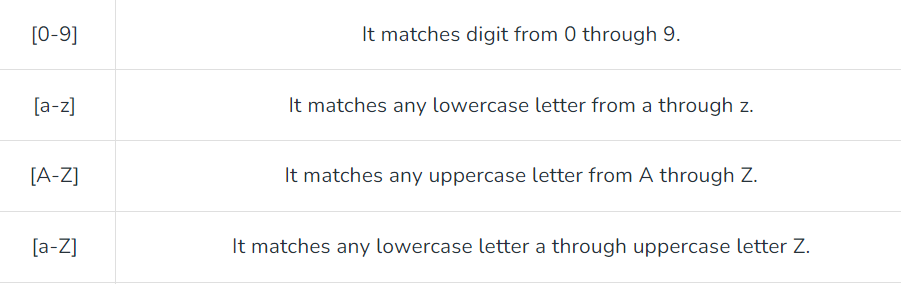 [0-9] It matches digit from 0 through 9.
[a-z] It matches any lowercase letter from a through z.
[A-Z] It matches any uppercase letter from A through Z.
[a-Z] It matches any lowercase letter a through uppercase letter Z.